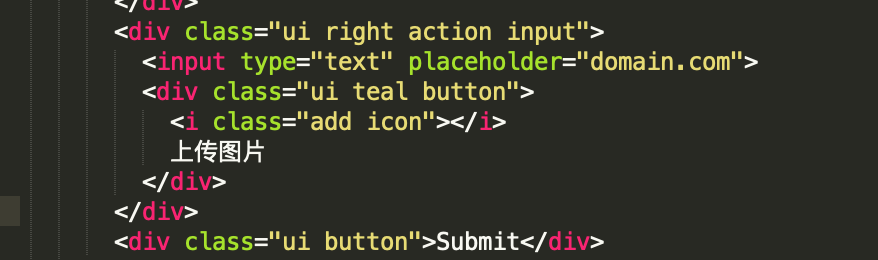 </div>
<div class="ui right action input">
<input type="text" placeholder="domain.com">
<div class="ui teal button">
<i class="add icon"></i>
上传图片
</div>
</div>
<div class="ui button">Submit</div>